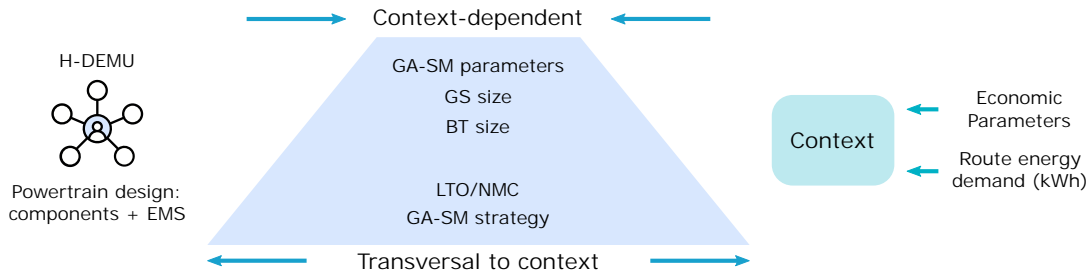 Context-dependent
H-DEMU
Powertrain design:
components + EMS
GA-SM parameters
GS size
BT size
LTO/NMC
GA-SM strategy
Transversal to context
Context
Economic
Parameters
Route energy
demand (kWh)